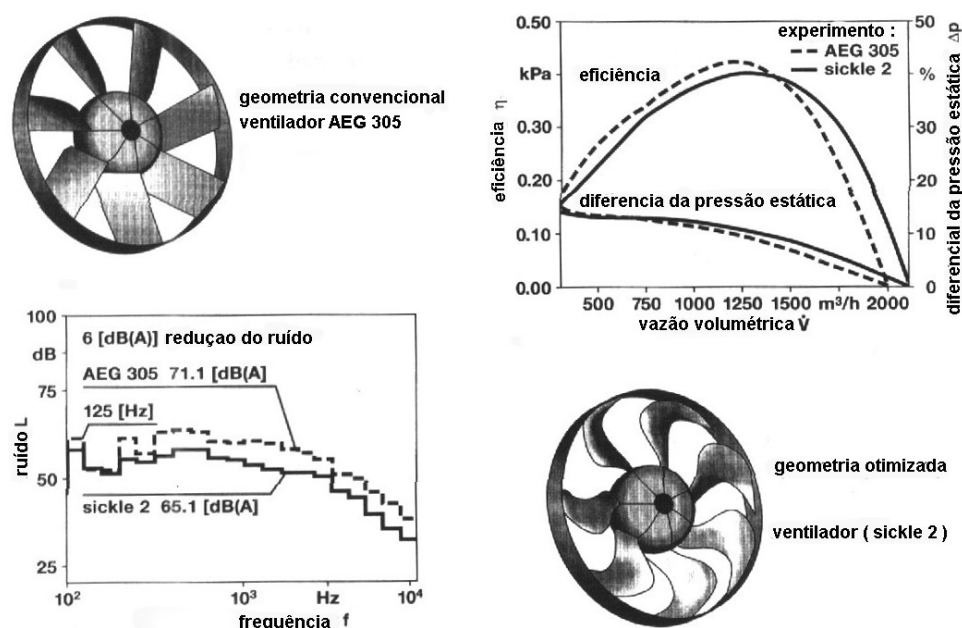 geometria convencional
ventilador AEG 305
0.50
kPa
0.30
0.20
0.10
0.00
eficiência η
experimento :
AEG 305
sickle 2
eficiência
diferencia da pressão estática
50
%
30
20
10
0
diferencial da pressão estática Δp
500 750 1000 1250 1500 m³/h 2000
vazão volumétrica V̇
100
dB
75
50
25
ruído L
6 [dB(A)] reduçao do ruído
AEG 305 71.1 [dB(A]
125 [Hz]
sickle 2 65.1 [dB(A]
10² 10³ Hz 10⁴
frequência f
geometria otimizada
ventilador ( sickle 2 )